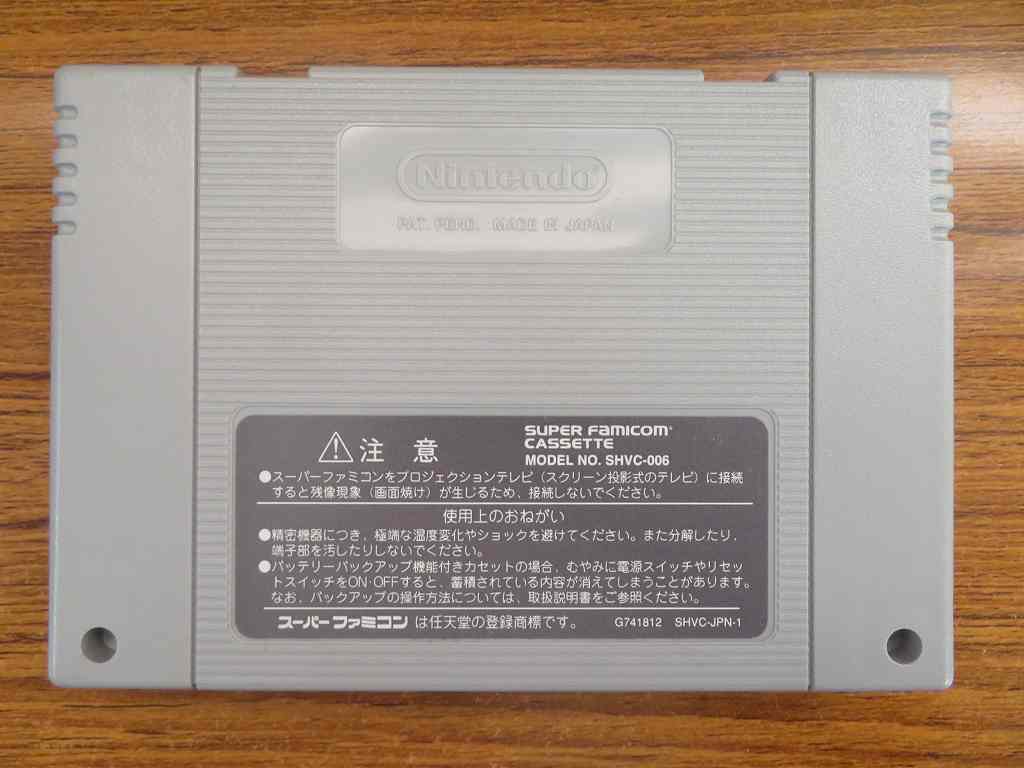 Nintendo®
PAT. PEND. MADE IN JAPAN
⚠注 意
SUPER FAMICOM®
CASSETTE
MODEL NO. SHVC-006
●スーパーファミコンをプロジェクションテレビ(スクリーン投影式のテレビ)に接続
すると残像現象(画面焼け)が生じるため、接続しないでください。
使用上のおねがい
●精密機器につき、極端な温度変化やショックを避けてください。また分解したり、
端子部を汚したりしないでください。
●バッテリーバックアップ機能付きカセットの場合、むやみに電源スイッチやリセッ
トスイッチをON·OFFすると、蓄積されている内容が消えてしまうことがあります。
なお、バックアップの操作方法については、取扱説明書をご参照ください。
スーパーファミコンは任天堂の登録商標です。 G741812 SHVC-JPN-1